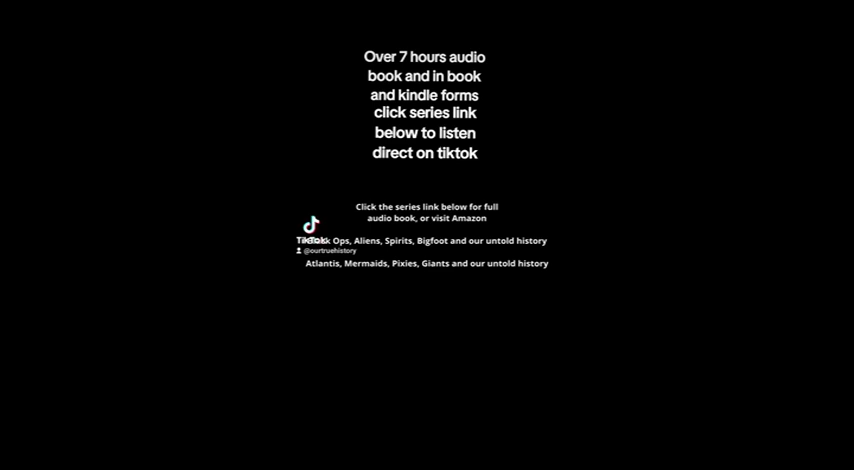 Over 7 hours audio
book and in book
and kindle forms
click series link
below to listen
direct on tiktok
Click the series link below for full
audio book, or visit Amazon
TikTok
Ops, Aliens, Spirits, Bigfoot and our untold history
@ourtruehistory
Atlantis, Mermaids, Pixies, Giants and our untold history